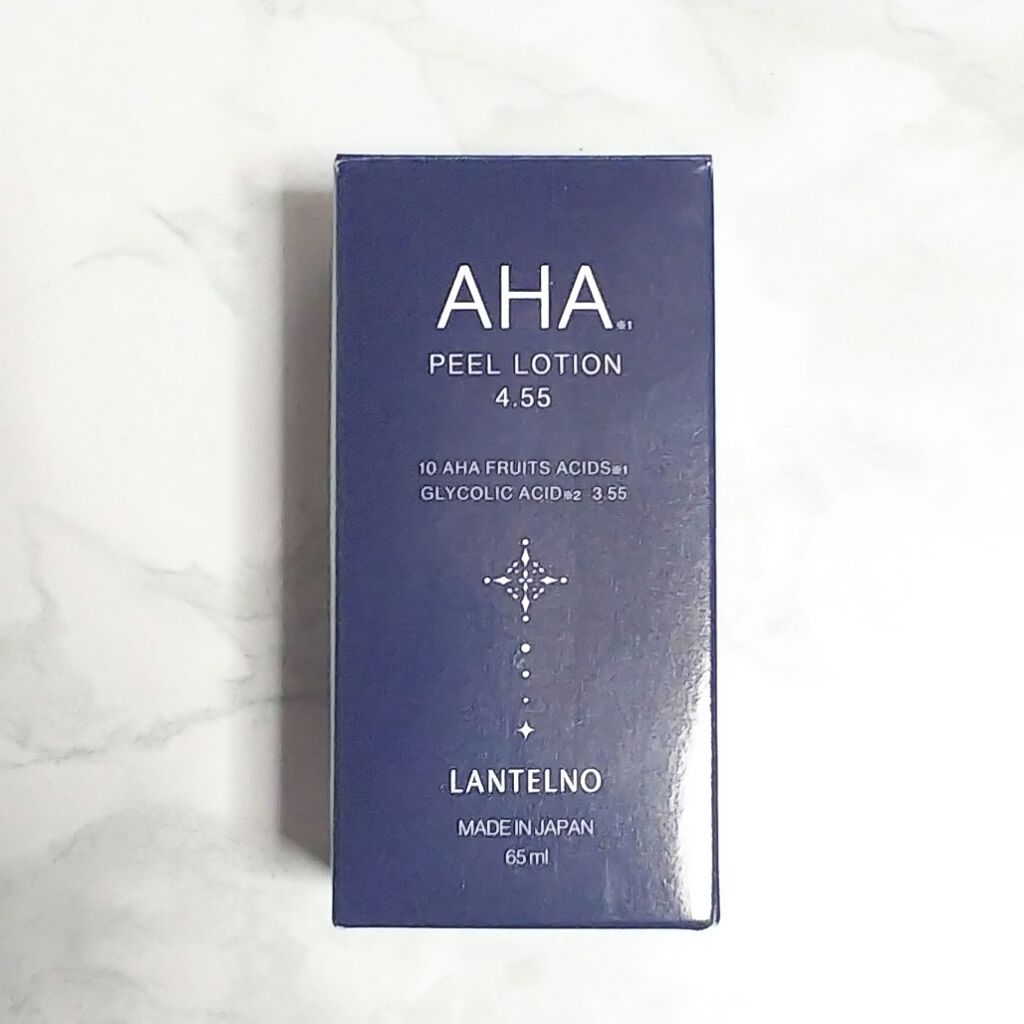 AHA※1
PEEL LOTION
4.55
10 AHA FRUITS ACIDS※1
GLYCOLIC ACID※2 3.55
LANTELNO
MADE IN JAPAN
65ml